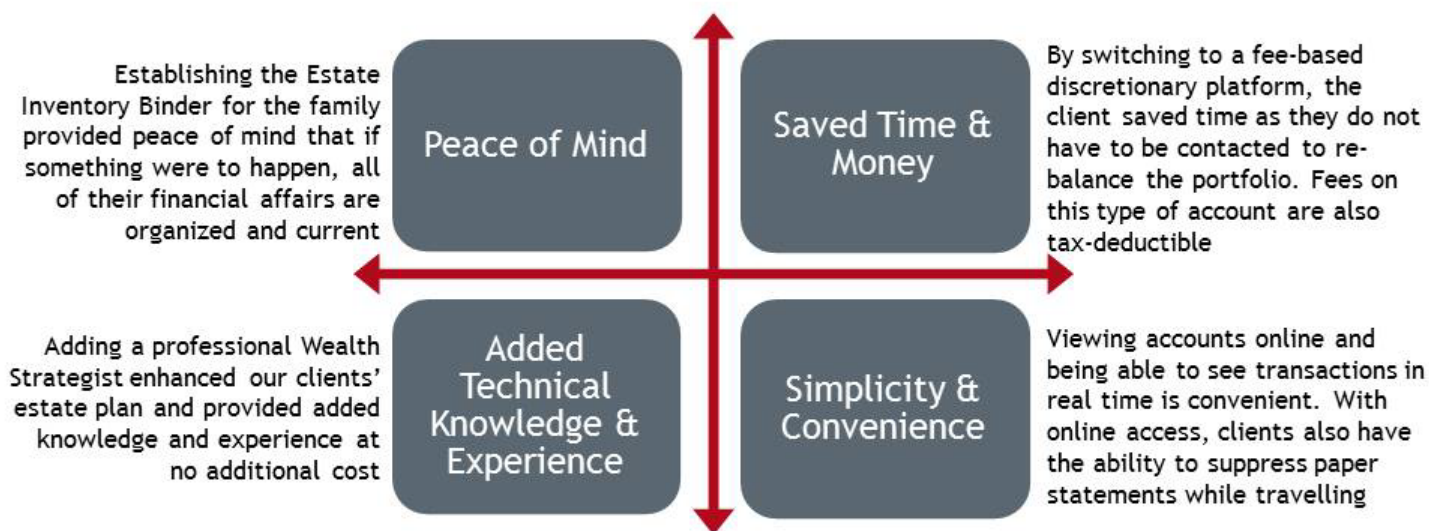 Establishing the Estate
Inventory Binder for the family
provided peace of mind that if
something were to happen, all
of their financial affairs are
organized and current
Peace of Mind
Saved Time &
Money
By switching to a fee-based
discretionary platform, the
client saved time as they do not
have to be contacted to re-
balance the portfolio. Fees on
this type of account are also
tax-deductible
Adding a professional Wealth
Strategist enhanced our clients’
estate plan and provided added
knowledge and experience at
no additional cost
Added
Technical
Knowledge &
Experience
Simplicity &
Convenience
Viewing accounts online and
being able to see transactions in
real time is convenient. With
online access, clients also have
the ability to suppress paper
statements while travelling